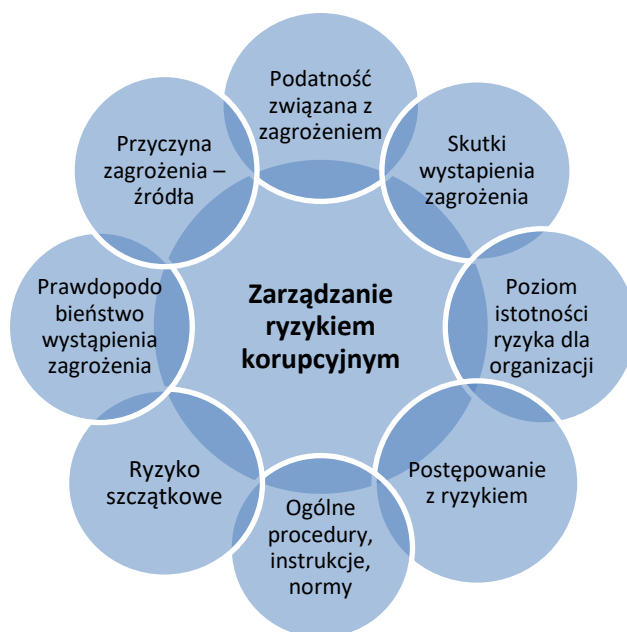 Podatność
związana z
zagrożeniem
Skutki
wystapienia
zagrożenia
Poziom
istotności
ryzyka dla
organizacji
Postępowanie
z ryzykiem
Ogólne
procedury,
instrukcje,
normy
Ryzyko
szczątkowe
Prawdopodo
bieństwo
wystąpienia
zagrożenia
Przyczyna
zagrożenia –
źródła
Zarządzanie
ryzykiem
korupcyjnym